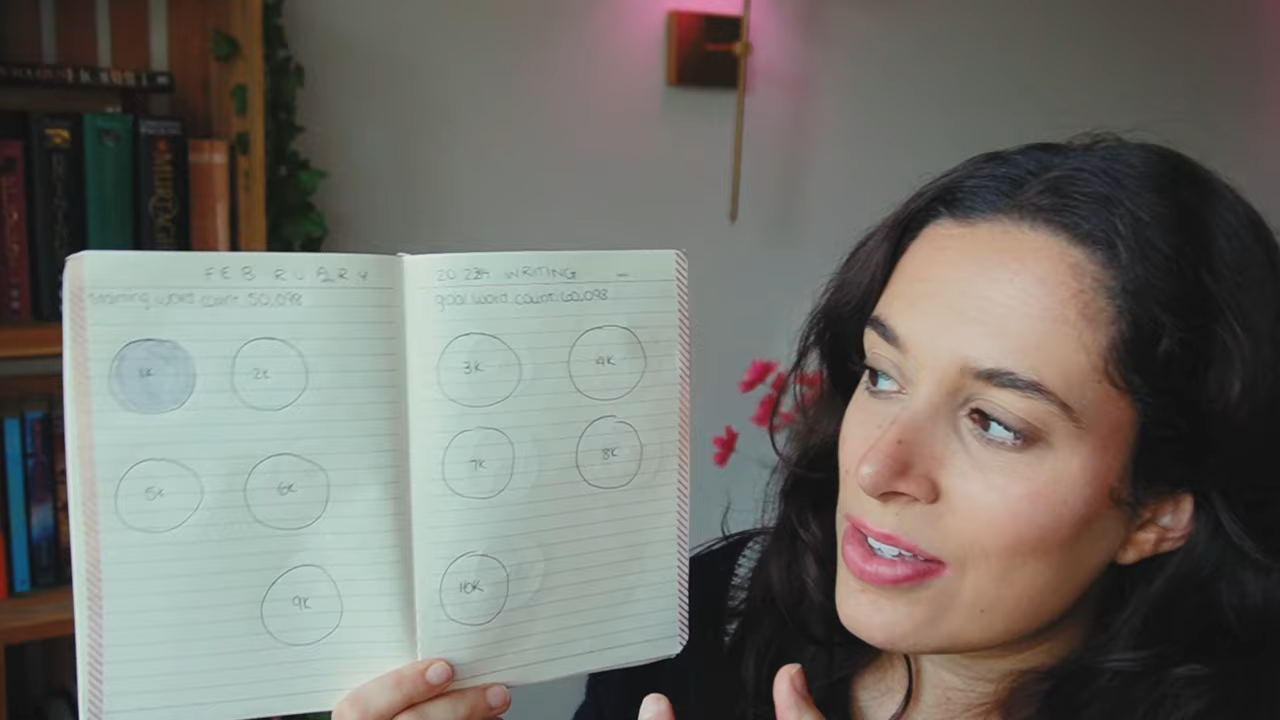 FEBRUARY
starting word count 50,098
1K
2K
5K
6K
9K
WRITING
goal word count: 60,098
3K
4K
7K
8K
10K